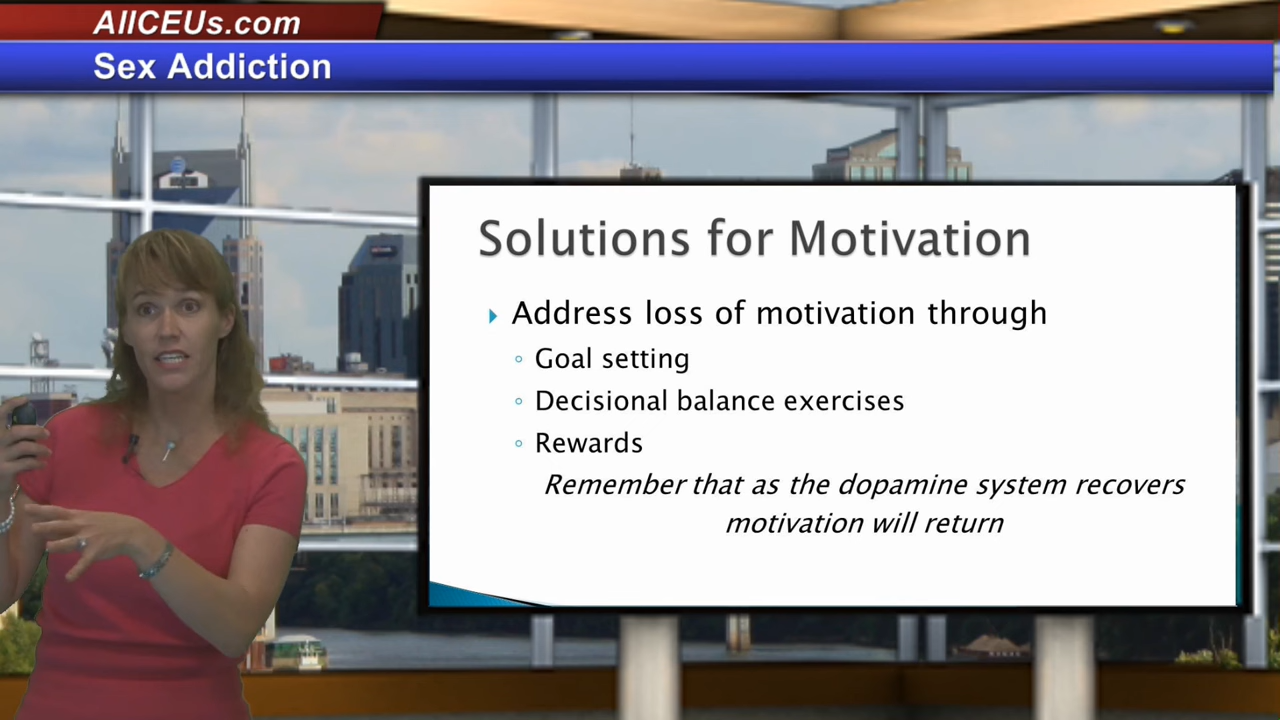 AllCEUs.com
Sex Addiction
Solutions for Motivation
Address loss of motivation through
Goal setting
Decisional balance exercises
Rewards
Remember that as the dopamine system recovers
motivation will return